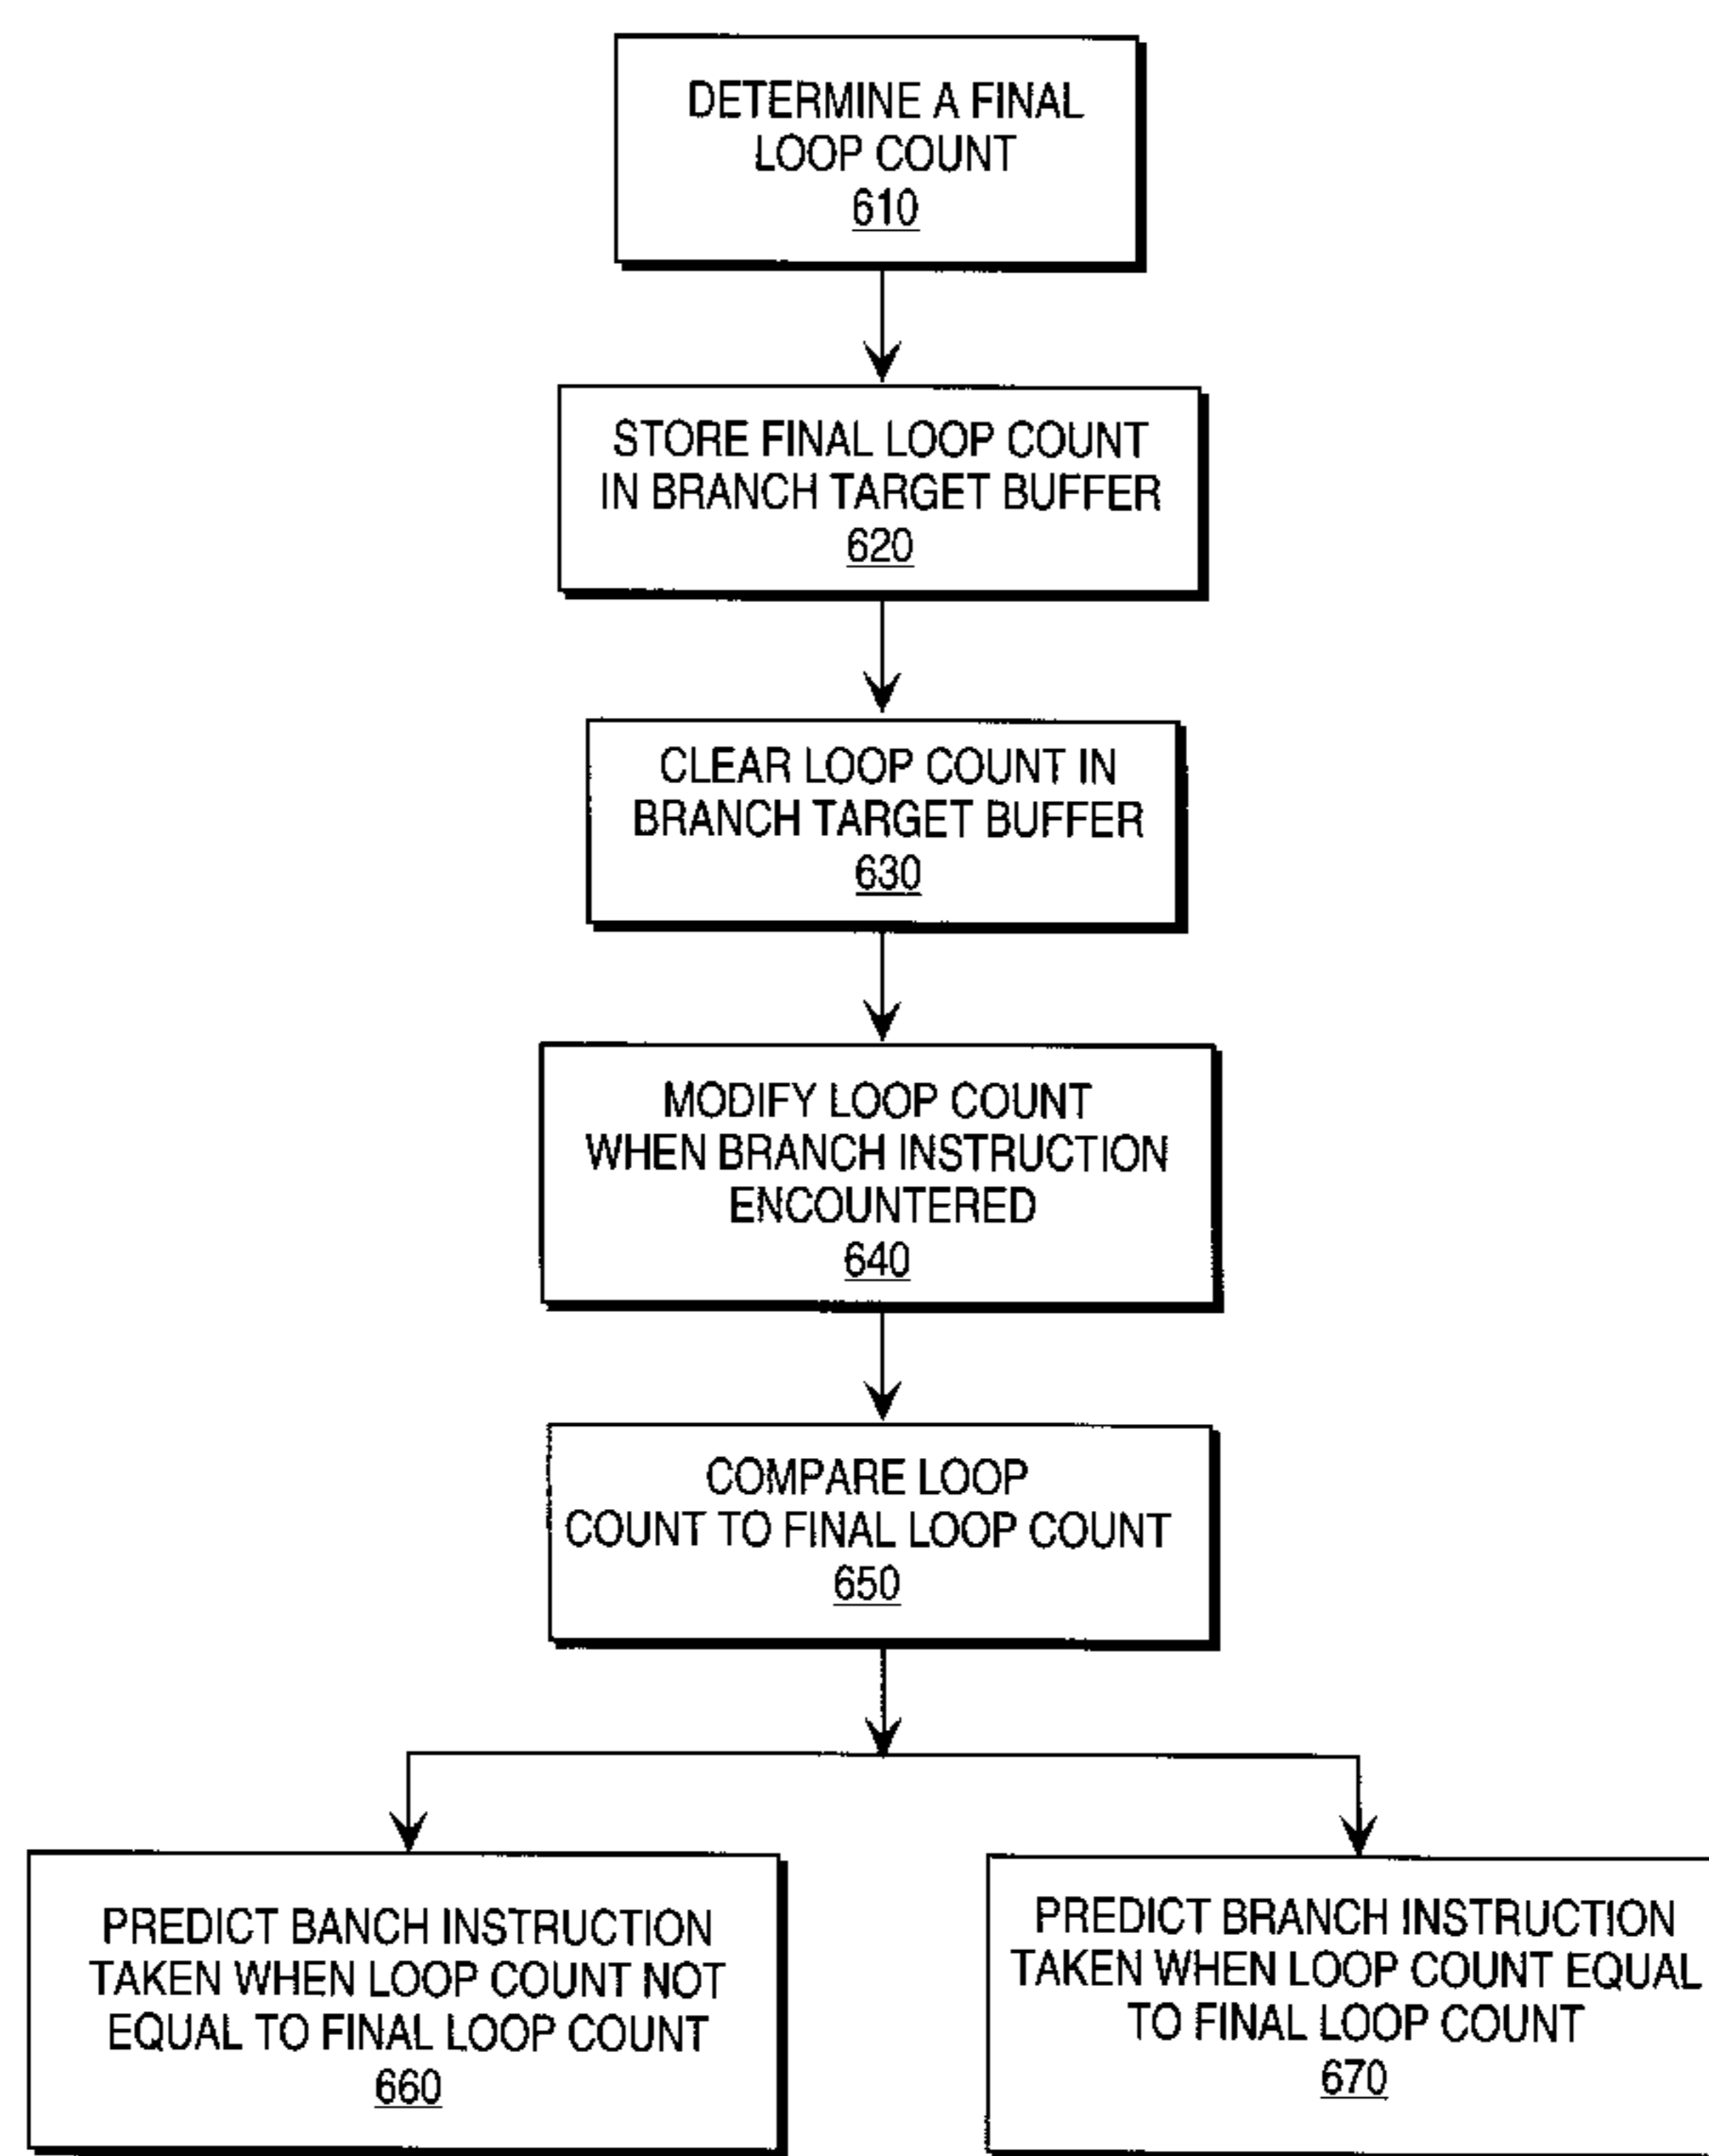 DETERMINE A FINAL
LOOP COUNT
610
STORE FINAL LOOP COUNT
IN BRANCH TARGET BUFFER
620
CLEAR LOOP COUNT IN
BRANCH TARGET BUFFER
630
MODIFY LOOP COUNT
WHEN BRANCH INSTRUCTION
ENCOUNTERED
640
COMPARE LOOP
COUNT TO FINAL LOOP COUNT
650
PREDICT BANCH INSTRUCTION
TAKEN WHEN LOOP COUNT NOT
EQUAL TO FINAL LOOP COUNT
660
PREDICT BRANCH INSTRUCTION
TAKEN WHEN LOOP COUNT EQUAL
TO FINAL LOOP COUNT
670